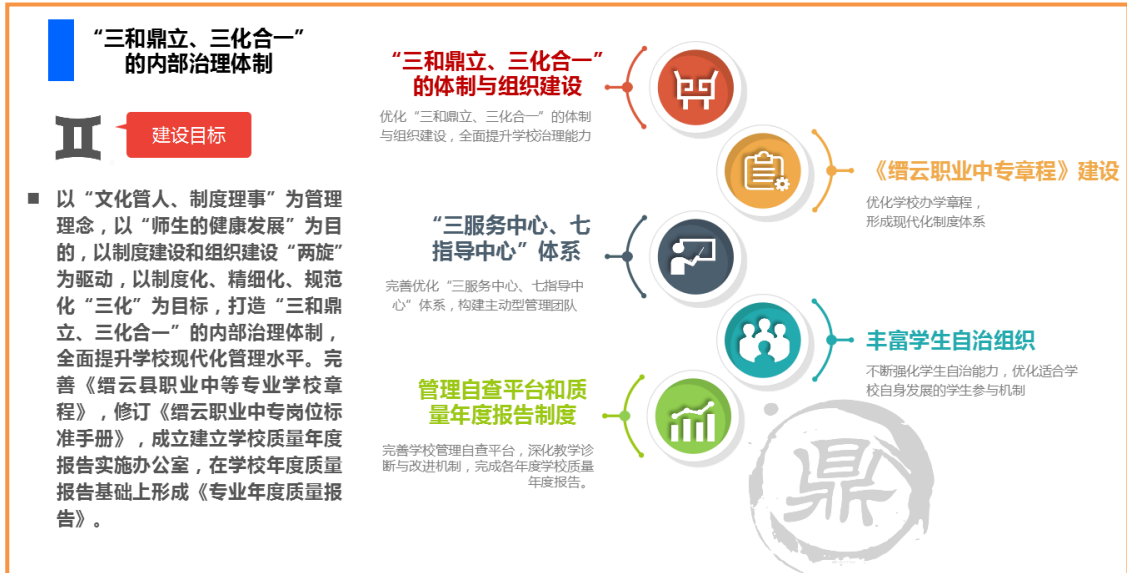 “三和鼎立、三化合一”
的内部治理体制
建设目标
■ 以“文化管人、制度理事”为管理
理念，以“师生的健康发展”为目
的，以制度建设和组织建设“两旋”
为驱动，以制度化、精细化、规范
化“三化”为目标，打造“三和鼎
立、三化合一”的内部治理体制，
全面提升学校现代化管理水平。完
善《缙云县职业中等专业学校章
程》，修订《缙云职业中专岗位标
准手册》，成立建立学校质量年度
报告实施办公室，在学校年度质量
报告基础上形成《专业年度质量报
告》。
“三和鼎立、三化合一”
的体制与组织建设
优化“三和鼎立、三化合一”的体制
与组织建设，全面提升学校治理能力
《缙云职业中专章程》建设
优化学校办学章程，
形成现代化制度体系
“三服务中心、七
指导中心”体系
完善优化“三服务中心、七指导中
心”体系，构建主动型管理团队
丰富学生自治组织
不断强化学生自治能力，优化适合学
校自身发展的学生参与机制
管理自查平台和质
量年度报告制度
完善学校管理自查平台，深化教学诊
断与改进机制，完成各年度学校质量
年度报告。
鼎